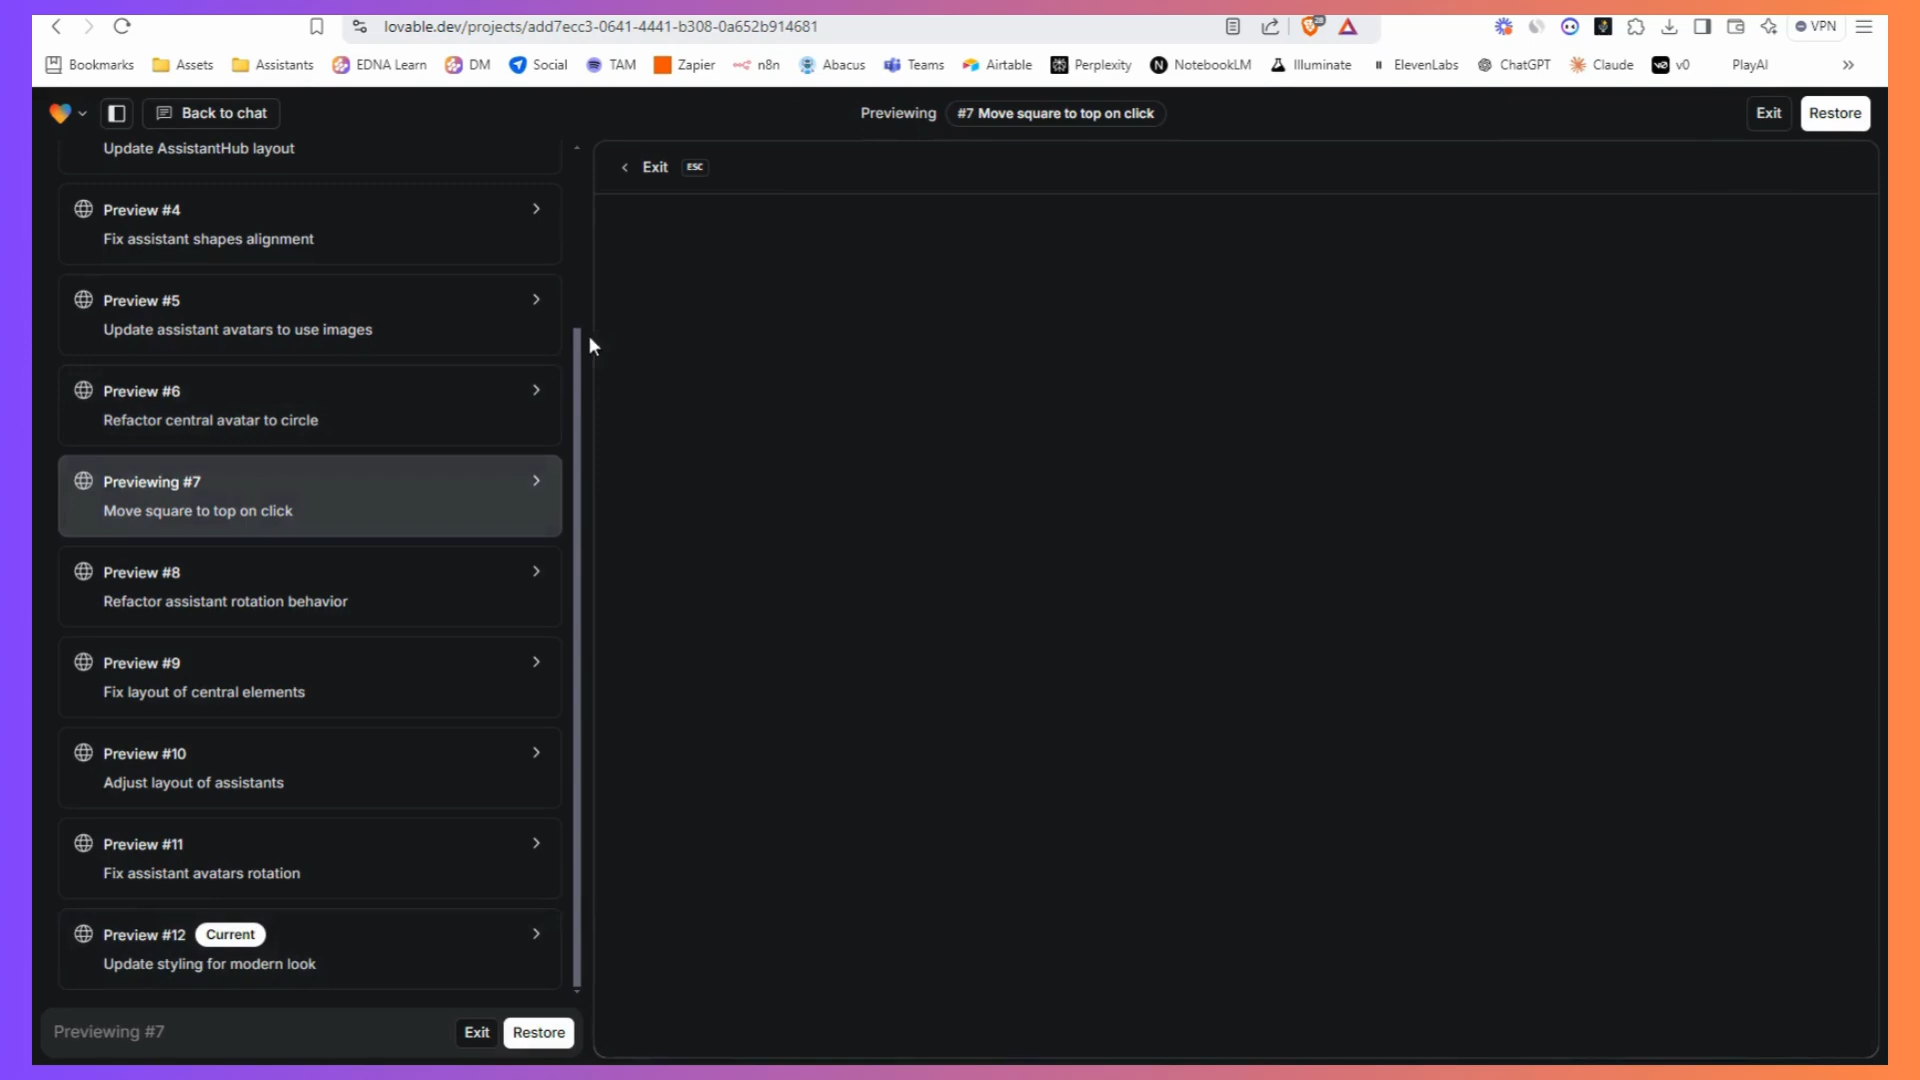 lovable.dev/projects/add7ecc3-0641-4441-b308-0a652b914681
28
VPN
Bookmarks Assets Assistants EDNA Learn DM Social TAM Zapier n8n Abacus Teams Airtable Perplexity NotebookLM Illuminate ElevenLabs ChatGPT Claude v0 PlayAI
Back to chat
Previewing #7 Move square to top on click
Exit Restore
Update AssistantHub layout
Exit ESC
Preview #4
Fix assistant shapes alignment
Preview #5
Update assistant avatars to use images
Preview #6
Refactor central avatar to circle
Previewing #7
Move square to top on click
Preview #8
Refactor assistant rotation behavior
Preview #9
Fix layout of central elements
Preview #10
Adjust layout of assistants
Preview #11
Fix assistant avatars rotation
Preview #12 Current
Update styling for modern look
Previewing #7 Exit Restore